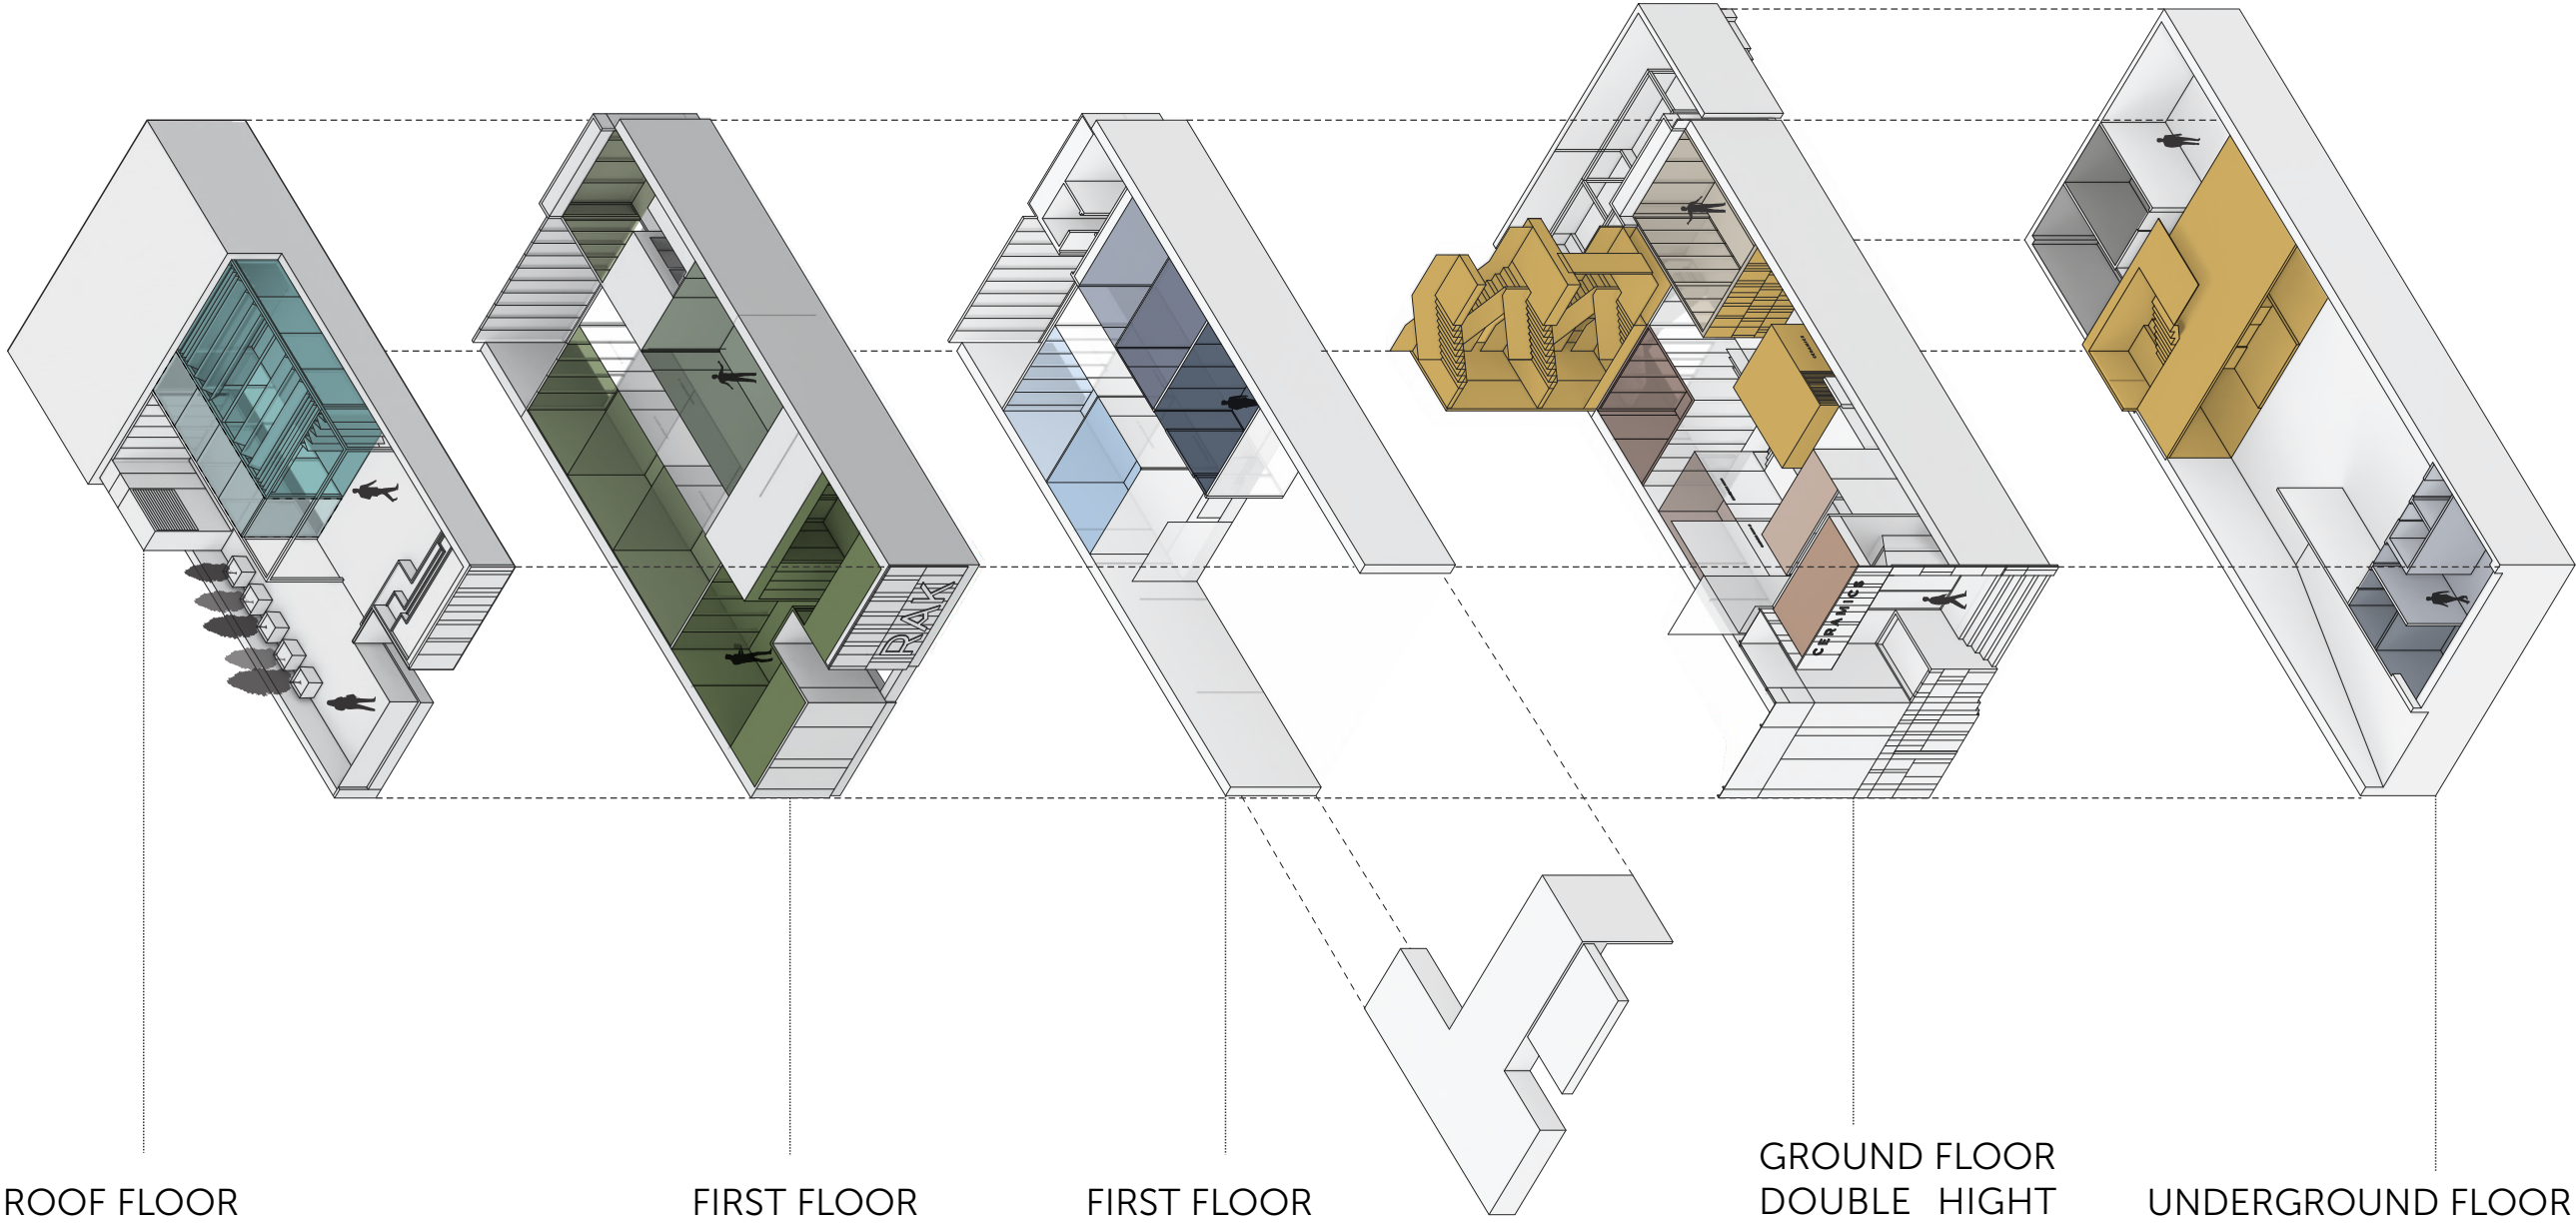 RAK
CERAMICS
ROOF FLOOR
FIRST FLOOR
FIRST FLOOR
GROUND FLOOR
DOUBLE HIGHT
UNDERGROUND FLOOR